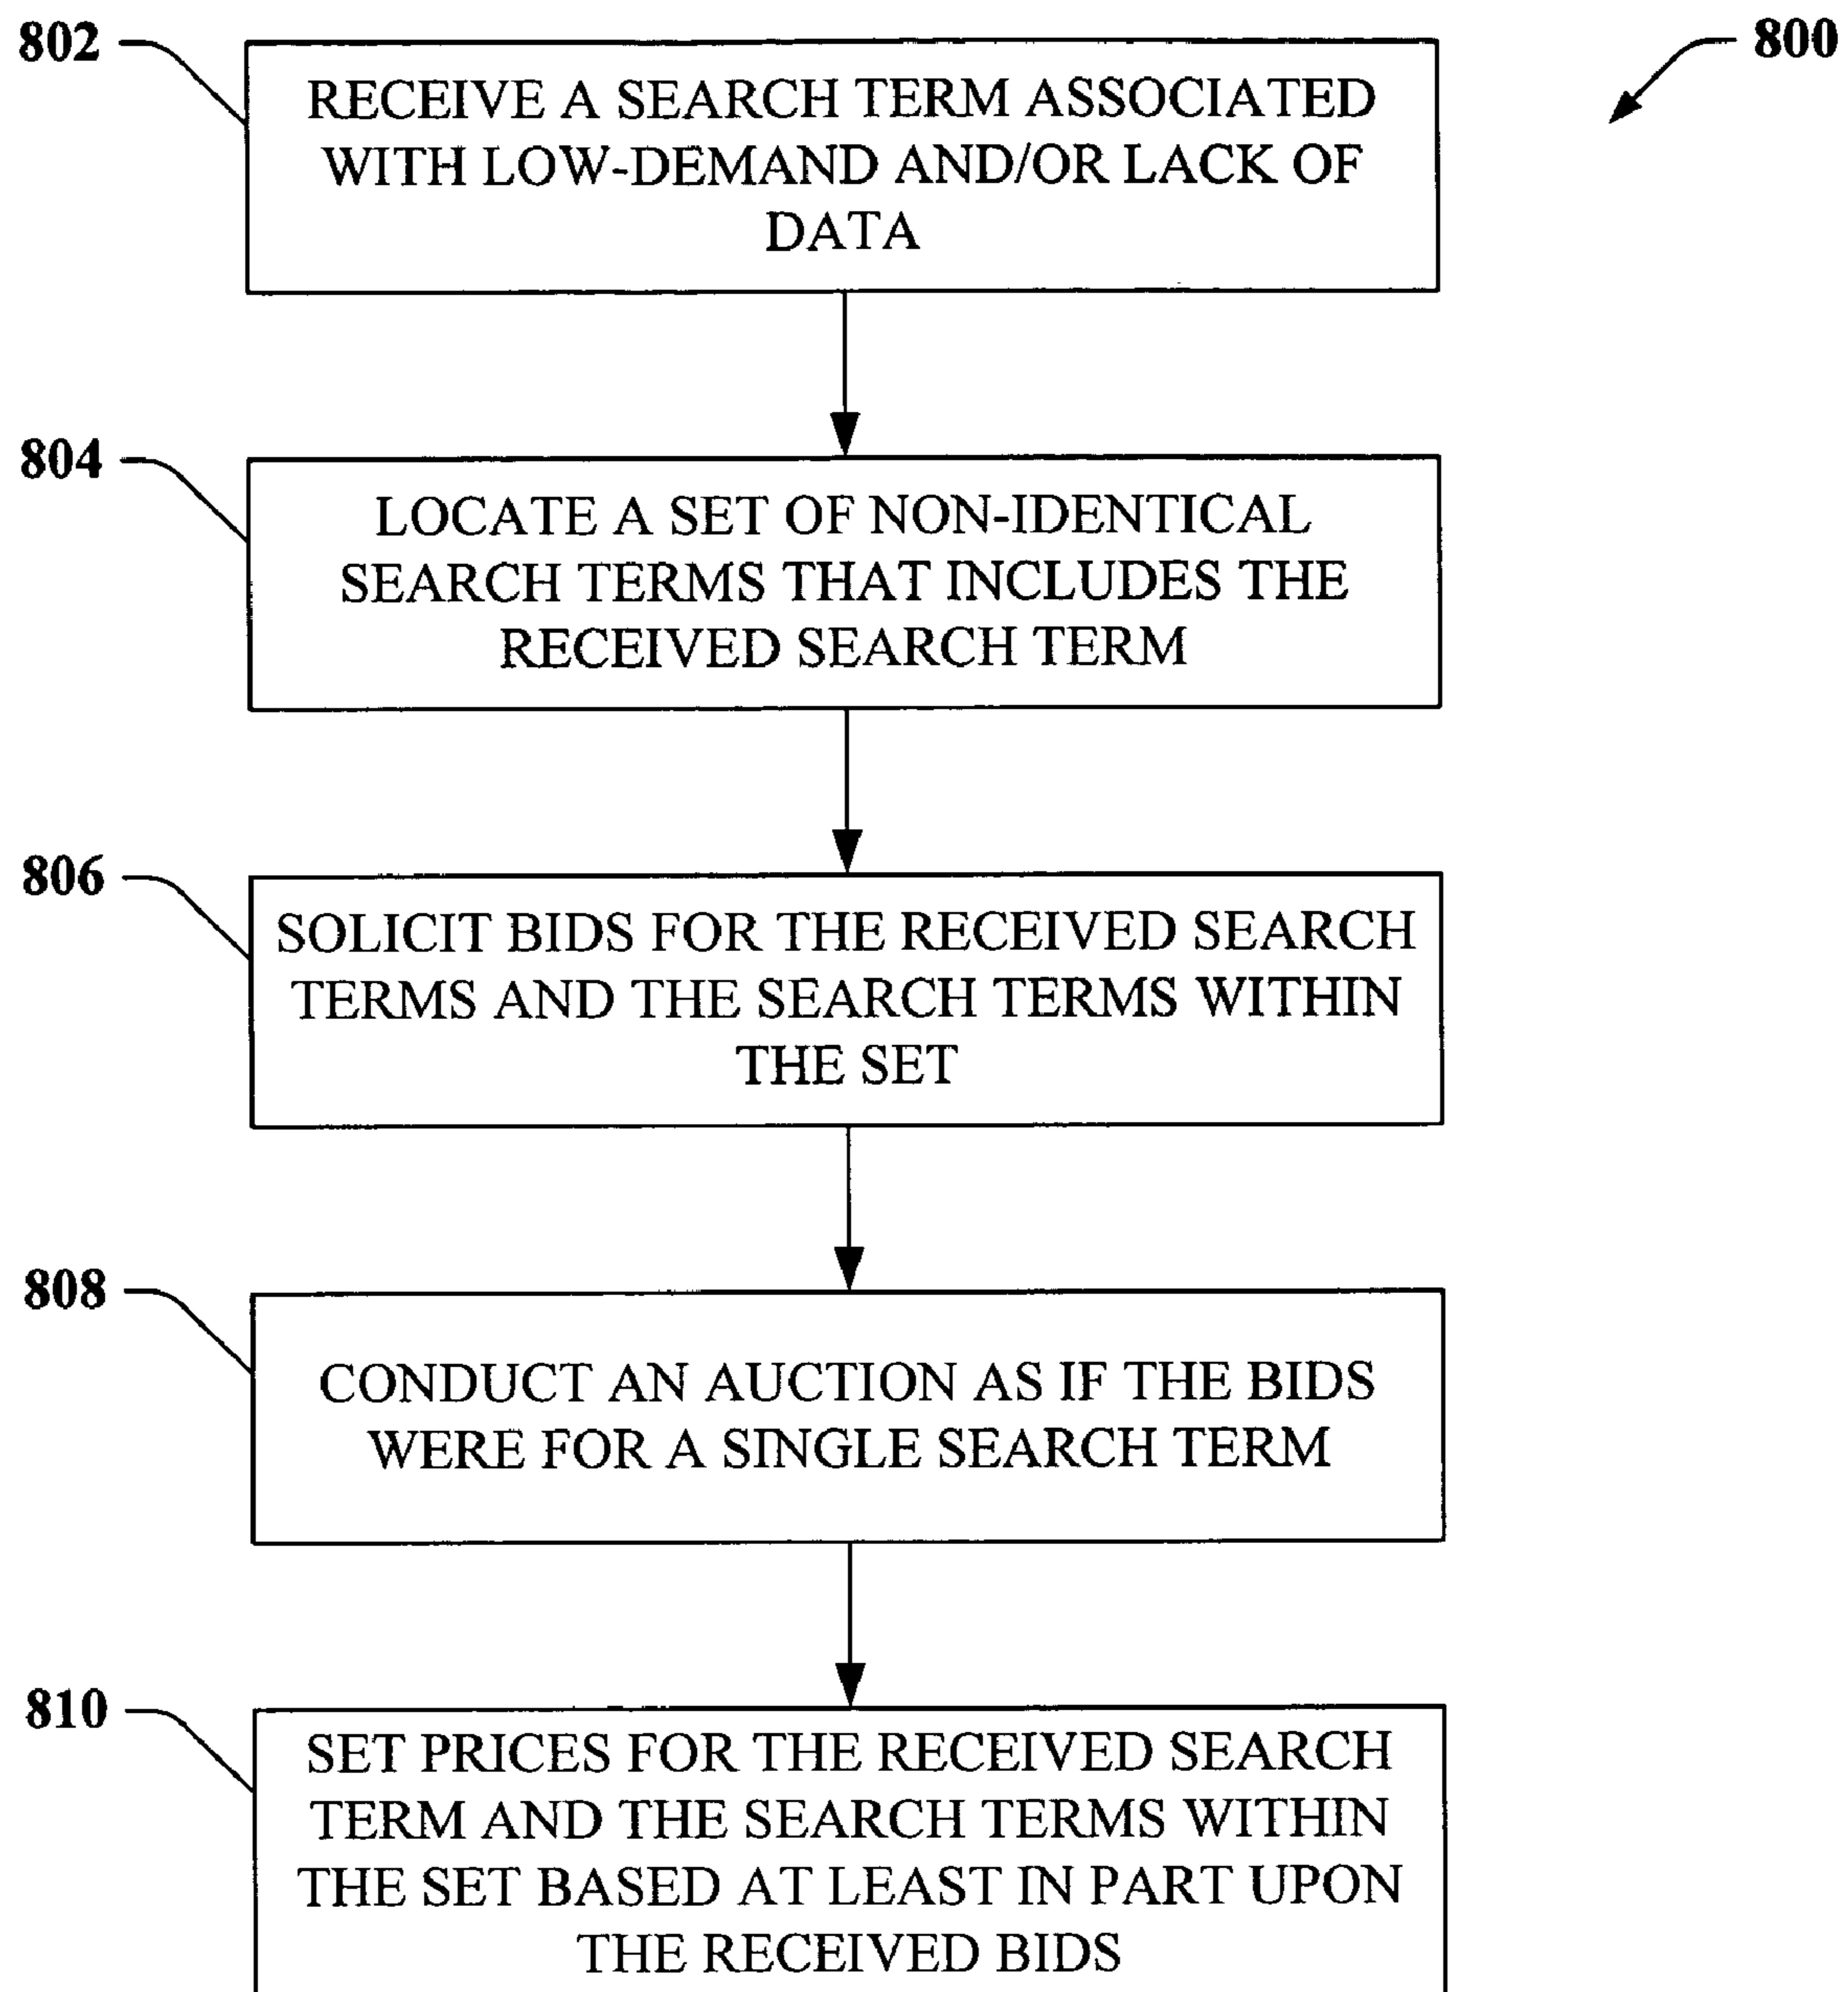 802
800
RECEIVE A SEARCH TERM ASSOCIATED
WITH LOW-DEMAND AND/OR LACK OF
DATA
804
LOCATE A SET OF NON-IDENTICAL
SEARCH TERMS THAT INCLUDES THE
RECEIVED SEARCH TERM
806
SOLICIT BIDS FOR THE RECEIVED SEARCH
TERMS AND THE SEARCH TERMS WITHIN
THE SET
808
CONDUCT AN AUCTION AS IF THE BIDS
WERE FOR A SINGLE SEARCH TERM
810
SET PRICES FOR THE RECEIVED SEARCH
TERM AND THE SEARCH TERMS WITHIN
THE SET BASED AT LEAST IN PART UPON
THE RECEIVED BIDS